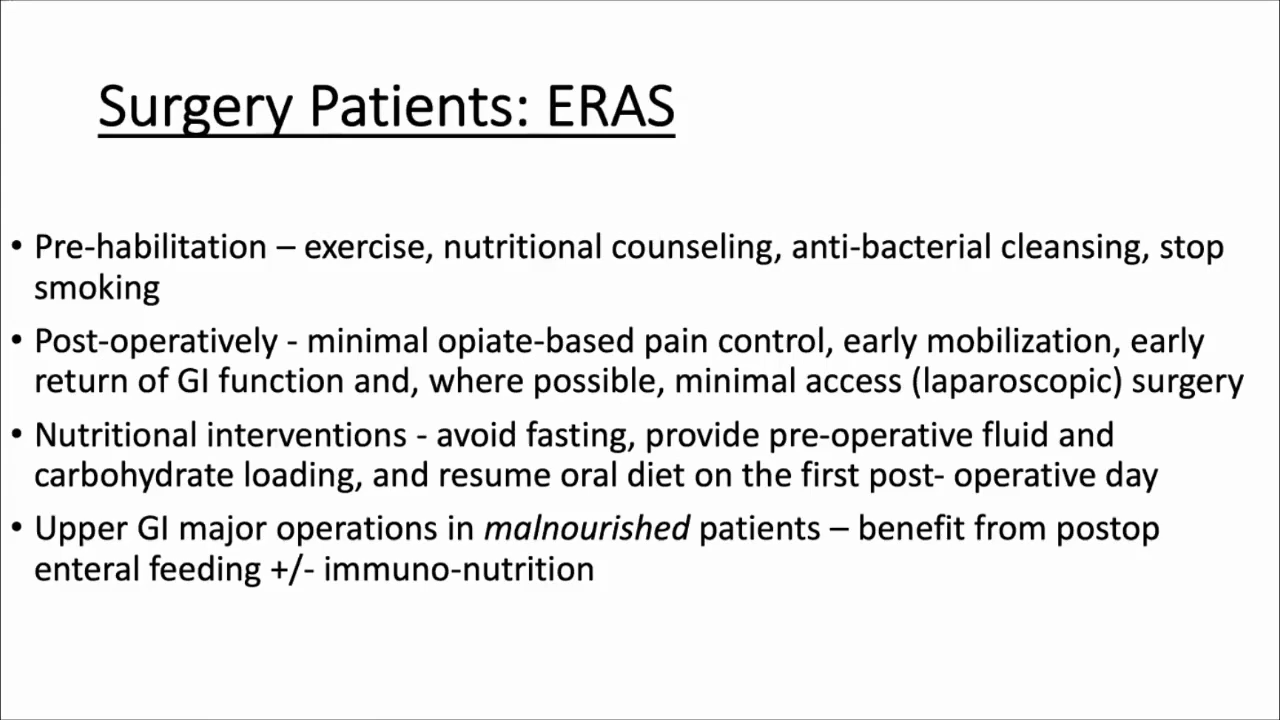 Surgery Patients: ERAS
• Pre-habilitation – exercise, nutritional counseling, anti-bacterial cleansing, stop
smoking
• Post-operatively - minimal opiate-based pain control, early mobilization, early
return of GI function and, where possible, minimal access (laparoscopic) surgery
• Nutritional interventions - avoid fasting, provide pre-operative fluid and
carbohydrate loading, and resume oral diet on the first post- operative day
• Upper GI major operations in malnourished patients – benefit from postop
enteral feeding +/- immuno-nutrition